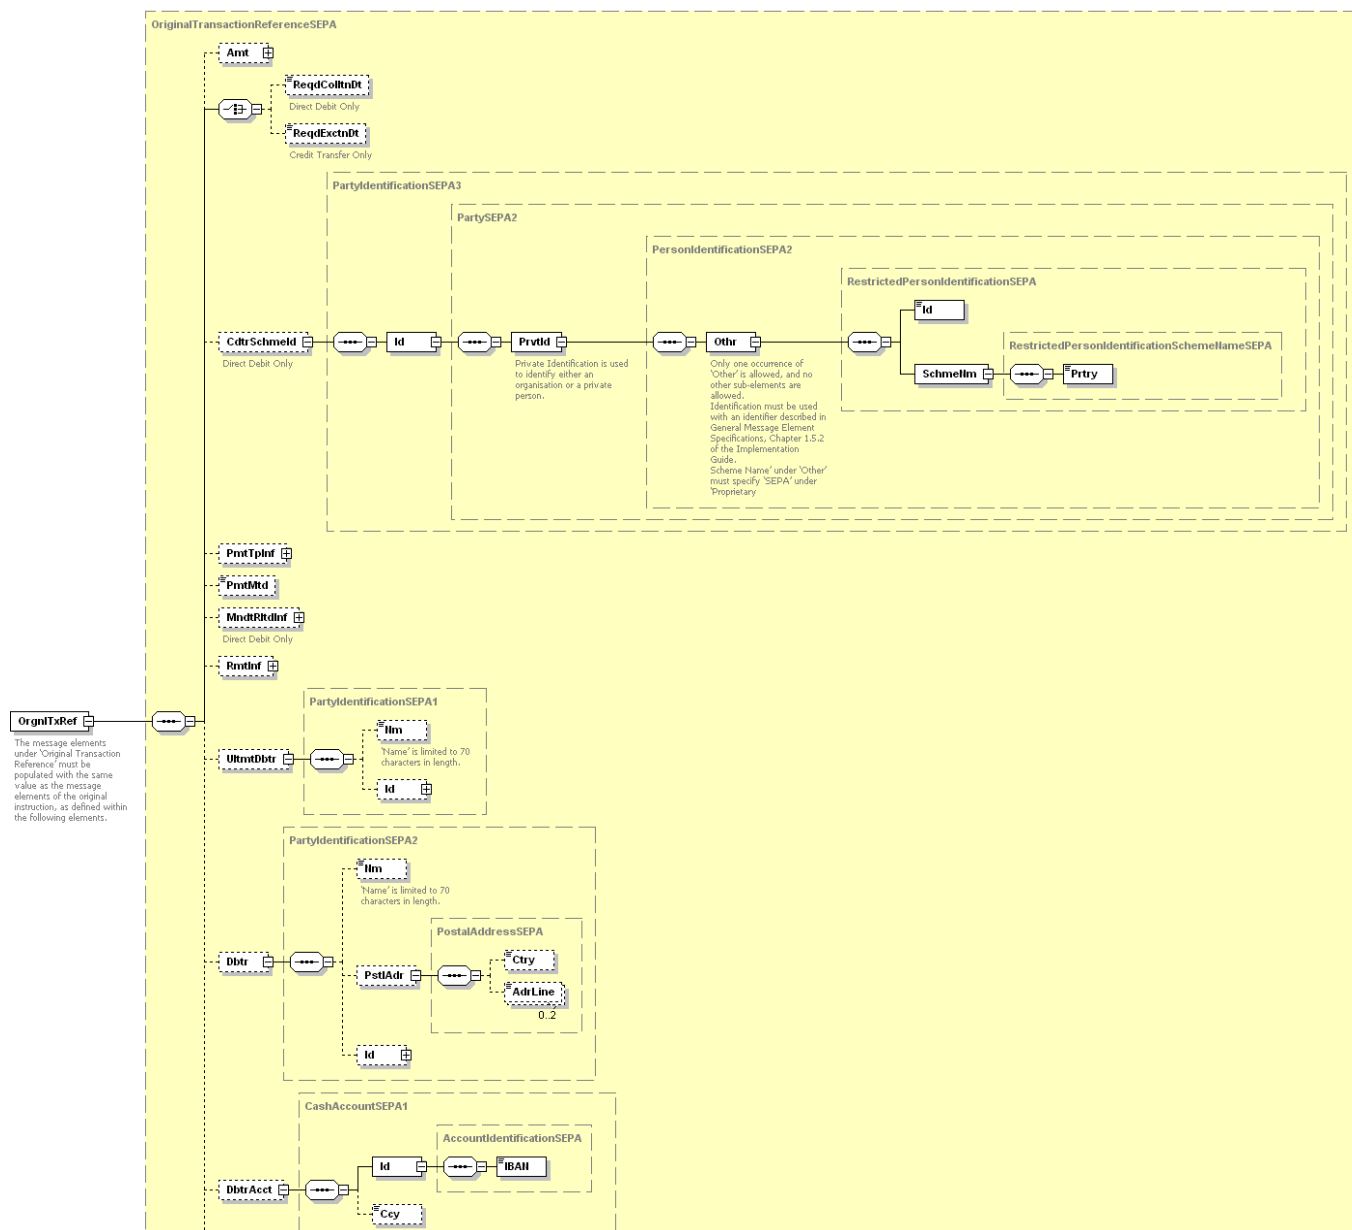 OriginalTransactionReferenceSEPA
Amt
ReqdColltnDt
Direct Debit Only
ReqdExctnDt
Credit Transfer Only
PartyIdentificationSEPA3
PartySEPA2
PersonIdentificationSEPA2
RestrictedPersonIdentificationSEPA
Id
CdtrSchmeId
Direct Debit Only
Id
PrvtId
Private Identification is used
to identify either an
organisation or a private
person.
Othr
Only one occurrence of
'Other' is allowed, and no
other sub-elements are
allowed.
Identification must be used
with an identifier described in
General Message Element
Specifications, Chapter 1.5.2
of the Implementation
Guide.
Scheme Name' under 'Other'
must specify 'SEPA' under
'Proprietary
RestrictedPersonIdentificationSchemeNameSEPA
SchmeNm
Prtry
PmtTpInf
PmtMtd
MndtRltdInf
Direct Debit Only
RmtInf
OrgnlTxRef
The message elements
under 'Original Transaction
Reference' must be
populated with the same
value as the message
elements of the original
instruction, as defined within
the following elements.
PartyIdentificationSEPA1
Nm
'Name' is limited to 70
characters in length.
UltmtDbtr
Id
PartyIdentificationSEPA2
Nm
'Name' is limited to 70
characters in length.
PostalAddressSEPA
Ctry
Dbtr
PstlAdr
AdrLine
0..2
Id
CashAccountSEPA1
AccountIdentificationSEPA
Id
IBAN
DbtrAcct
Ccy